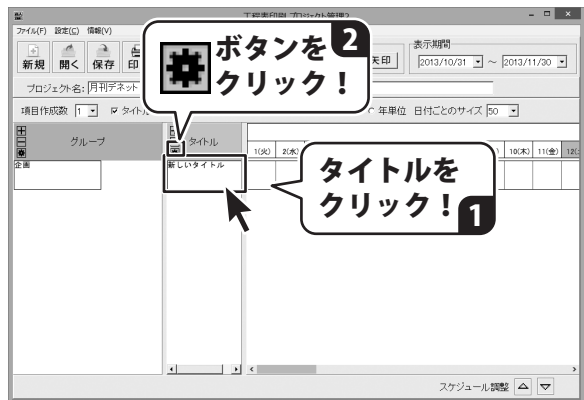 工程表印刷 プロジェクト管理2
ファイル(F) 設定(C) 情報(V)
新規 開く 保存 印
矢印
表示期間
2013/10/31 ～ 2013/11/30
プロジェクト名: 月刊デネット
項目作成数 1 タイトル
年単位 日付ごとのサイズ 50
グループ
タイトル
1(火) 2(水) 10(木) 11(金) 12(
企画
新しいタイトル
ボタンを
クリック！
2
タイトルを
クリック！
1
スケジュール調整